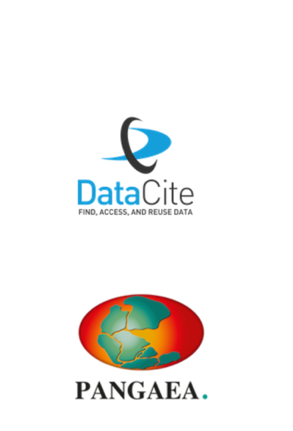 DataCite
FIND, ACCESS, AND REUSE DATA
PANGAEA.